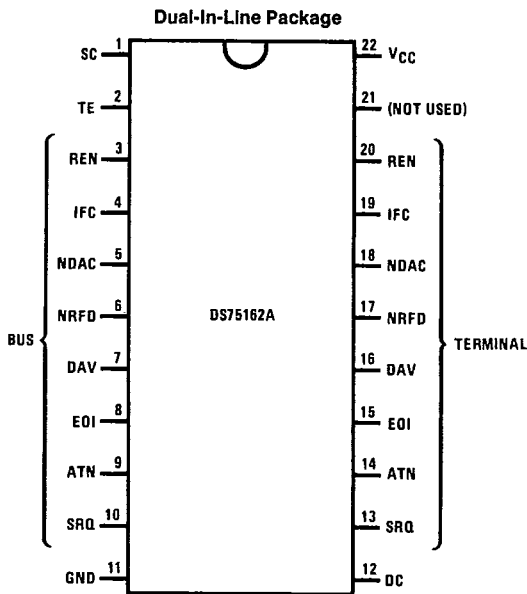 Dual-In-Line Package
SC 1 22 VCC
TE 2 21 (NOT USED)
REN 3 20 REN
IFC 4 19 IFC
NDAC 5 18 NDAC
NRFD 6 DS75162A 17 NRFD
BUS TERMINAL
DAV 7 16 DAV
EOI 8 15 EOI
ATN 9 14 ATN
SRQ 10 13 SRQ
GND 11 12 DC